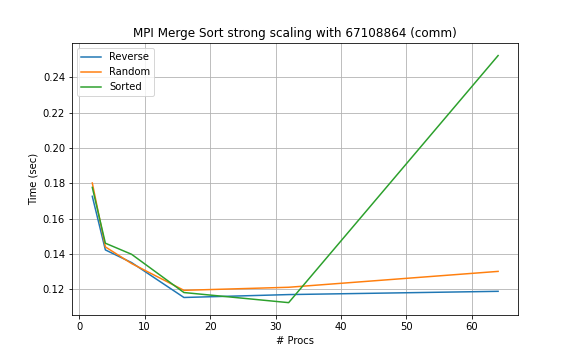 MPI Merge Sort strong scaling with 67108864 (comm)
Reverse
Random
Sorted
Time (sec)
0.24
0.22
0.20
0.18
0.16
0.14
0.12
0
10
20
30
40
50
60
# Procs